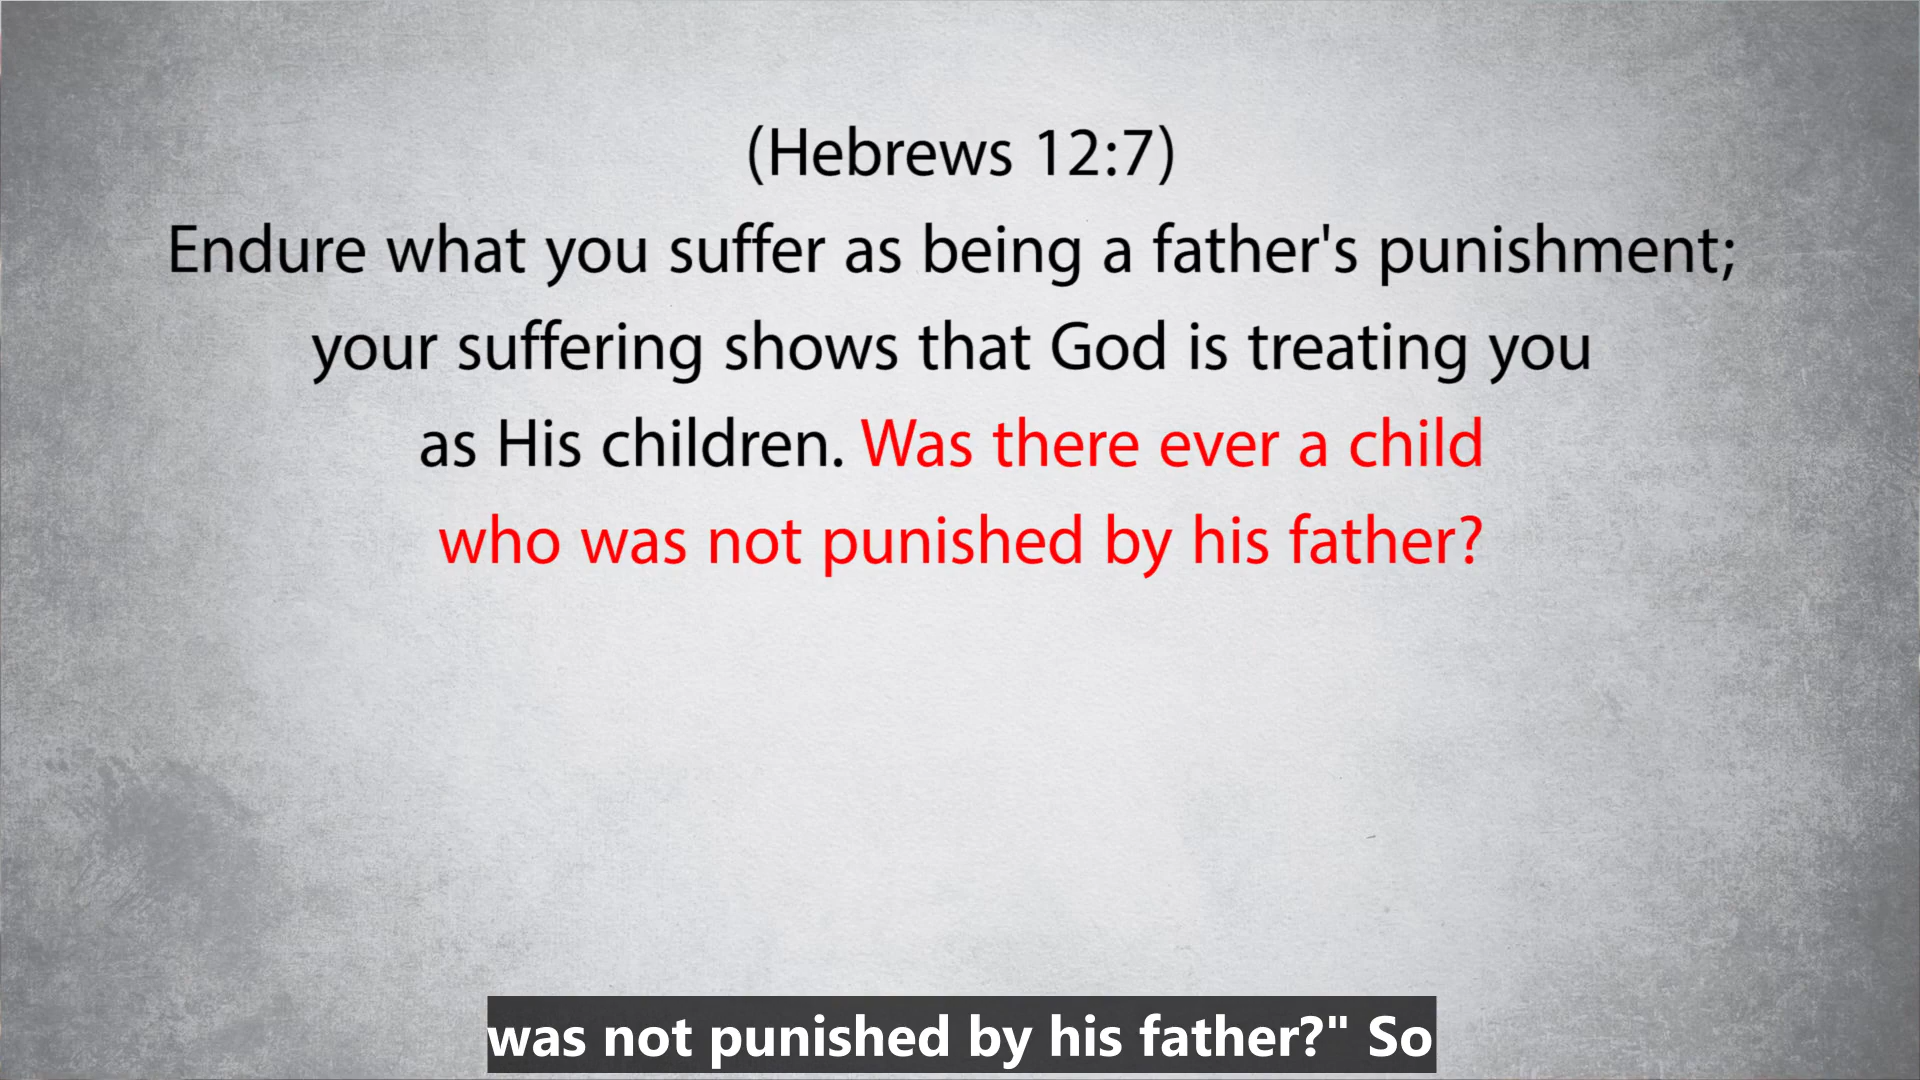 (Hebrews 12:7)
Endure what you suffer as being a father's punishment;
your suffering shows that God is treating you
as His children. Was there ever a child
who was not punished by his father?
was not punished by his father?" So